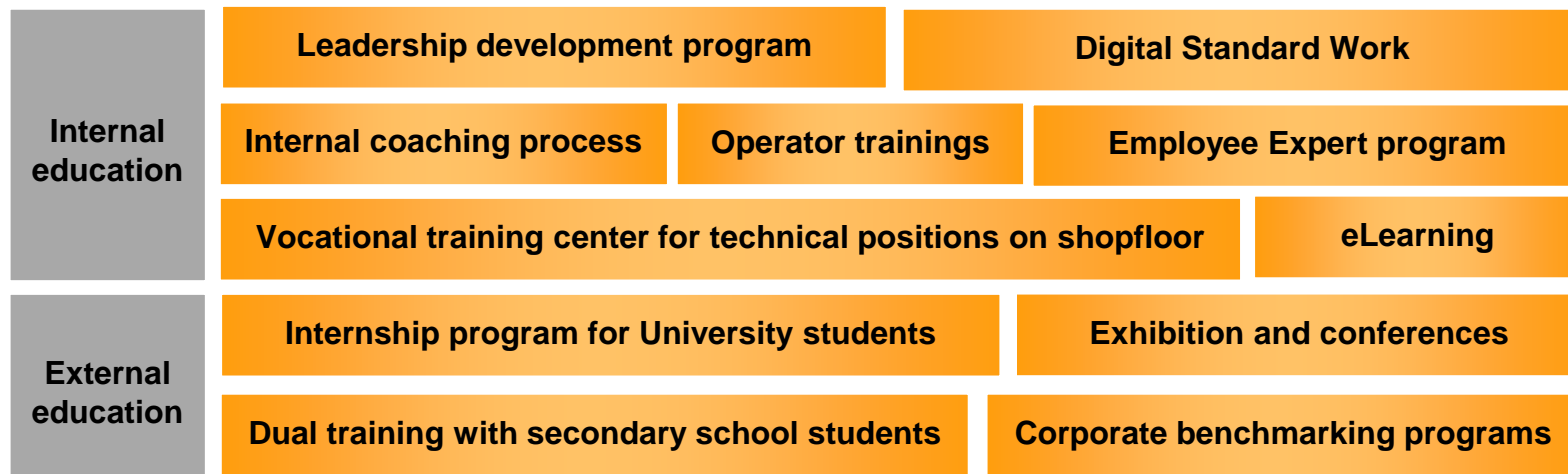 Leadership development program
Digital Standard Work
Internal
education
Internal coaching process
Operator trainings
Employee Expert program
Vocational training center for technical positions on shopfloor
eLearning
External
education
Internship program for University students
Exhibition and conferences
Dual training with secondary school students
Corporate benchmarking programs